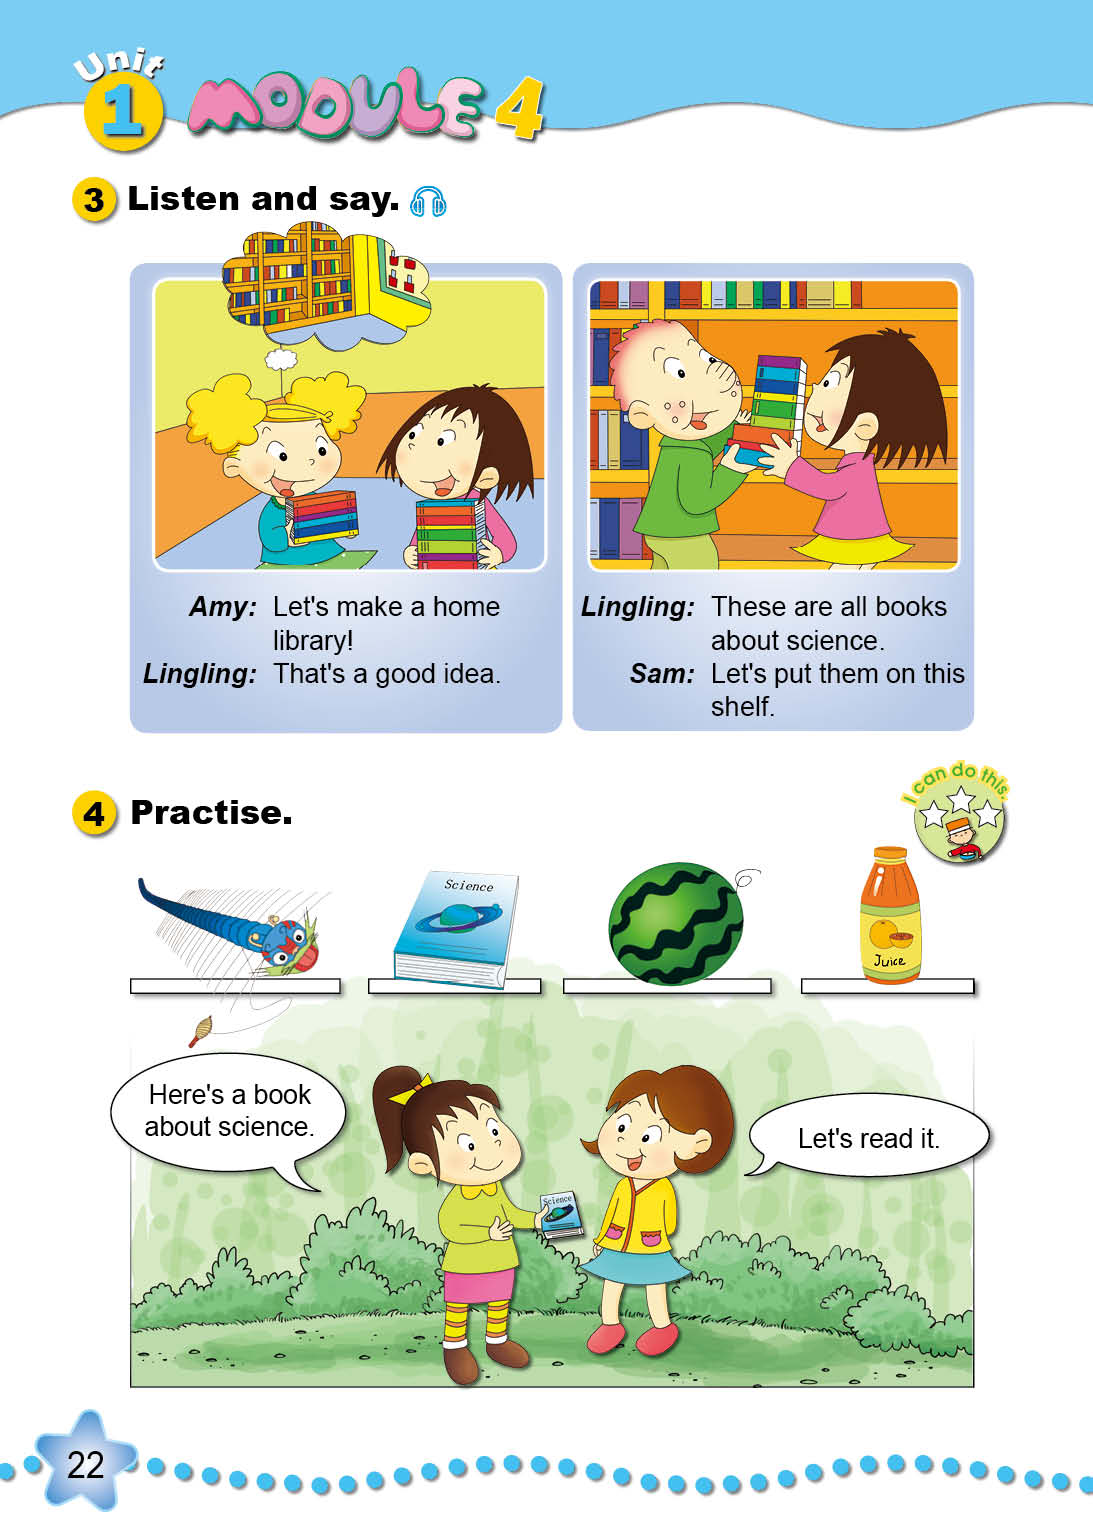 Unit
1 MODULE 4
3 Listen and say.
Amy: Let's make a home
library!
Lingling: That's a good idea.
Lingling: These are all books
about science.
Sam: Let's put them on this
shelf.
4 Practise.
I can do this.
Science
Juice
Here's a book
about science.
Let's read it.
Science
22